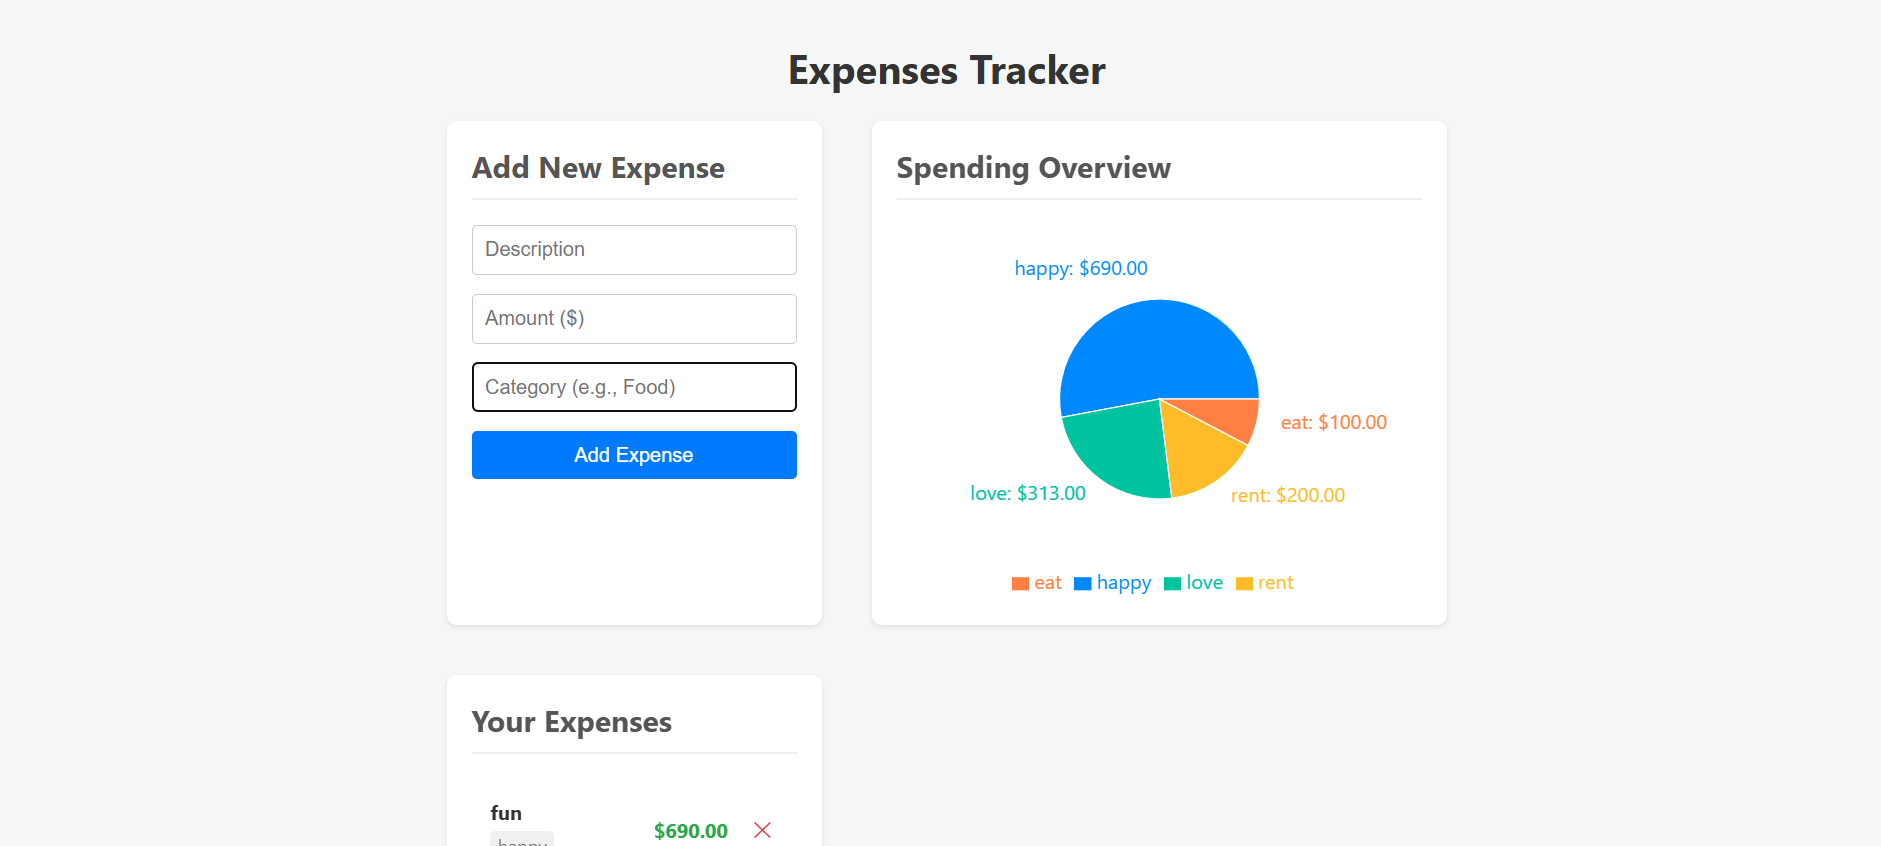 Expenses Tracker
Add New Expense
Description
Amount ($)
Category (e.g., Food)
Add Expense
Spending Overview
happy: $690.00
eat: $100.00
love: $313.00
rent: $200.00
eat happy love rent
Your Expenses
fun
$690.00
happy